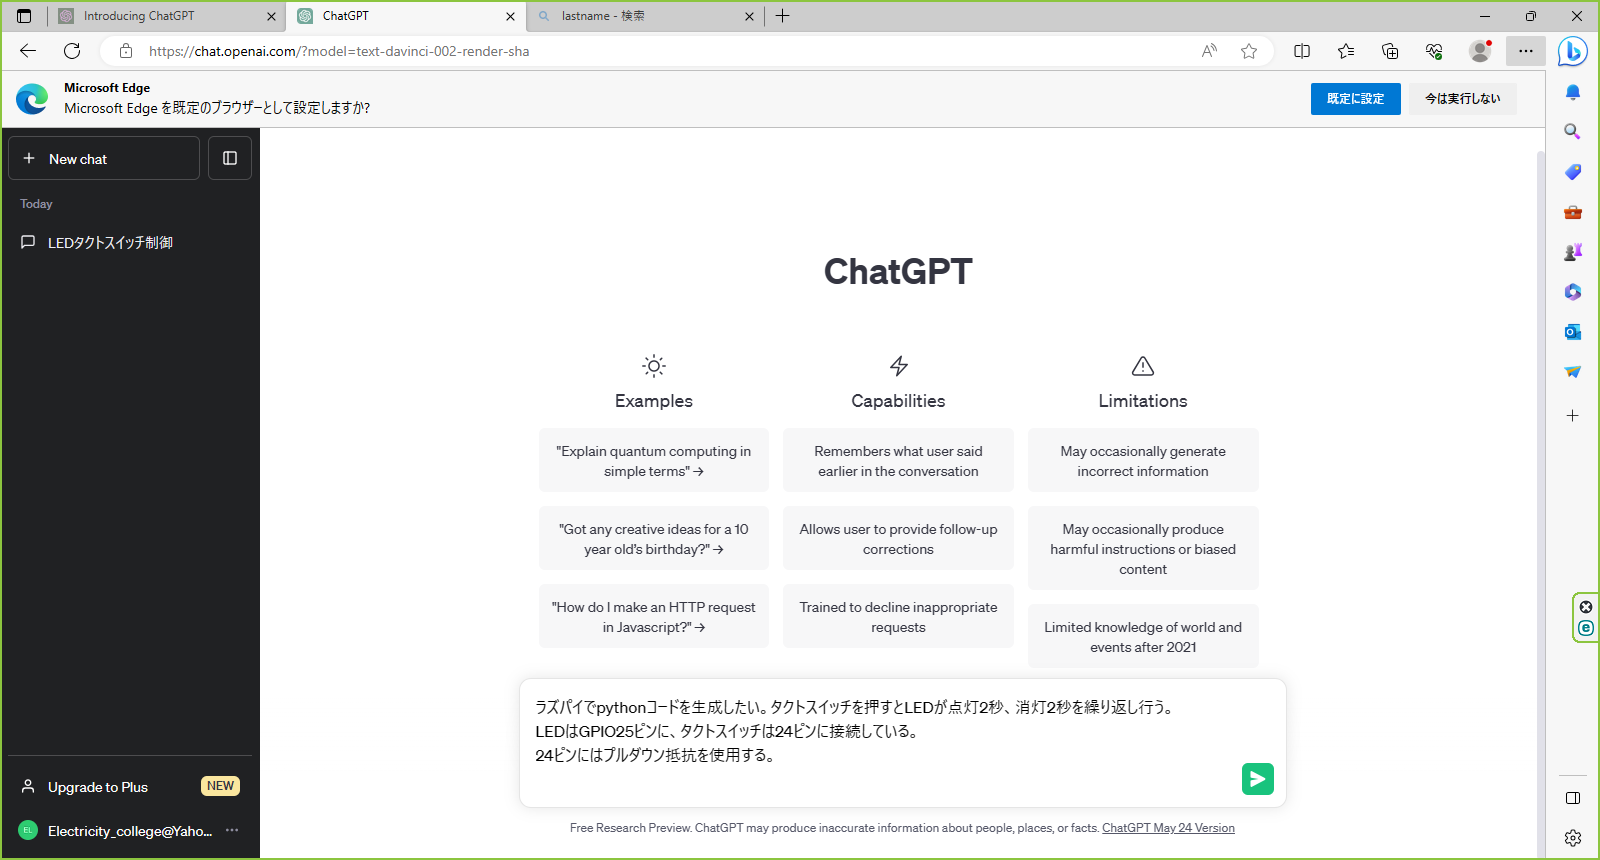 Introducing ChatGPT
ChatGPT
lastname - 検索
https://chat.openai.com/?model=text-davinci-002-render-sha
Microsoft Edge
Microsoft Edge を既定のブラウザーとして設定しますか?
既定に設定
今は実行しない
New chat
Today
LEDタクトスイッチ制御
ChatGPT
Examples
"Explain quantum computing in
simple terms" →
"Got any creative ideas for a 10
year old's birthday?" →
"How do I make an HTTP request
in Javascript?" →
Capabilities
Remembers what user said
earlier in the conversation
Allows user to provide follow-up
corrections
Trained to decline inappropriate
requests
Limitations
May occasionally generate
incorrect information
May occasionally produce
harmful instructions or biased
content
Limited knowledge of world and
events after 2021
ラズパイでpythonコードを生成したい。タクトスイッチを押すとLEDが点灯2秒、消灯2秒を繰り返し行う。
LEDはGPIO25ピンに、タクトスイッチは24ピンに接続している。
24ピンにはプルダウン抵抗を使用する。
Free Research Preview. ChatGPT may produce inaccurate information about people, places, or facts. ChatGPT May 24 Version
Upgrade to Plus
NEW
EL
Electricity_college@Yaho...